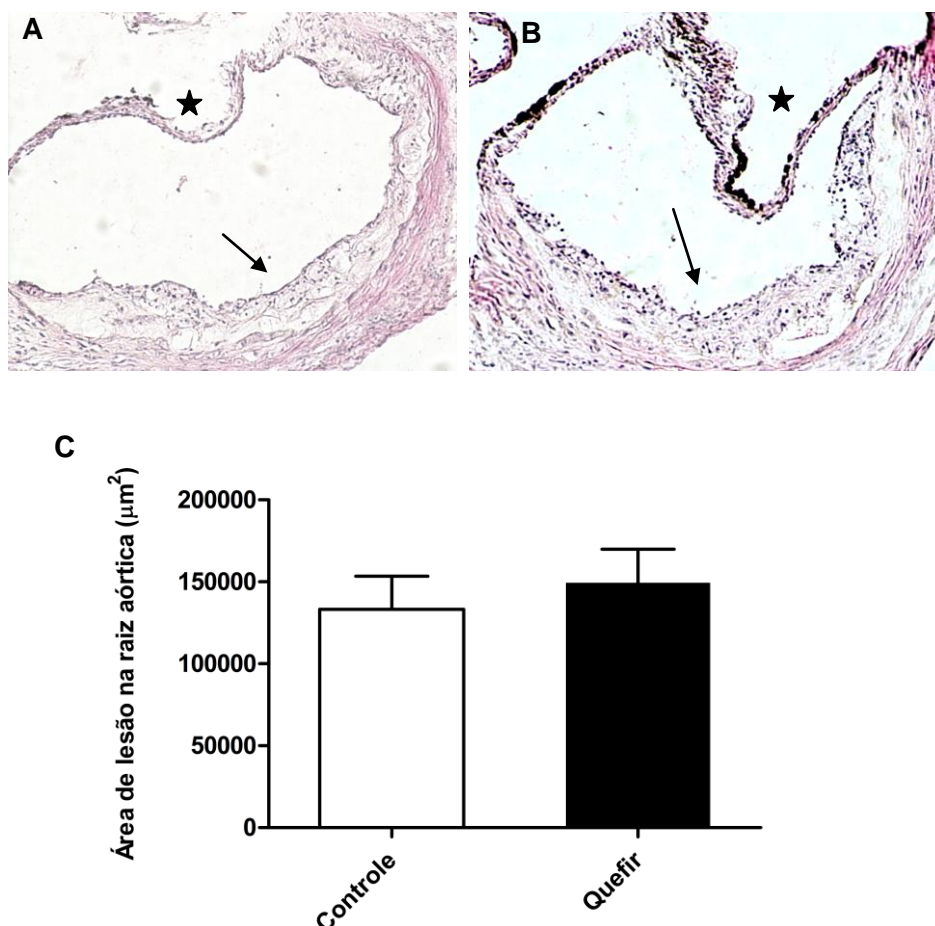 A
B
C
Área de lesão na raiz aórtica (μm²)
200000
150000
100000
50000
0
Controle
Quefir